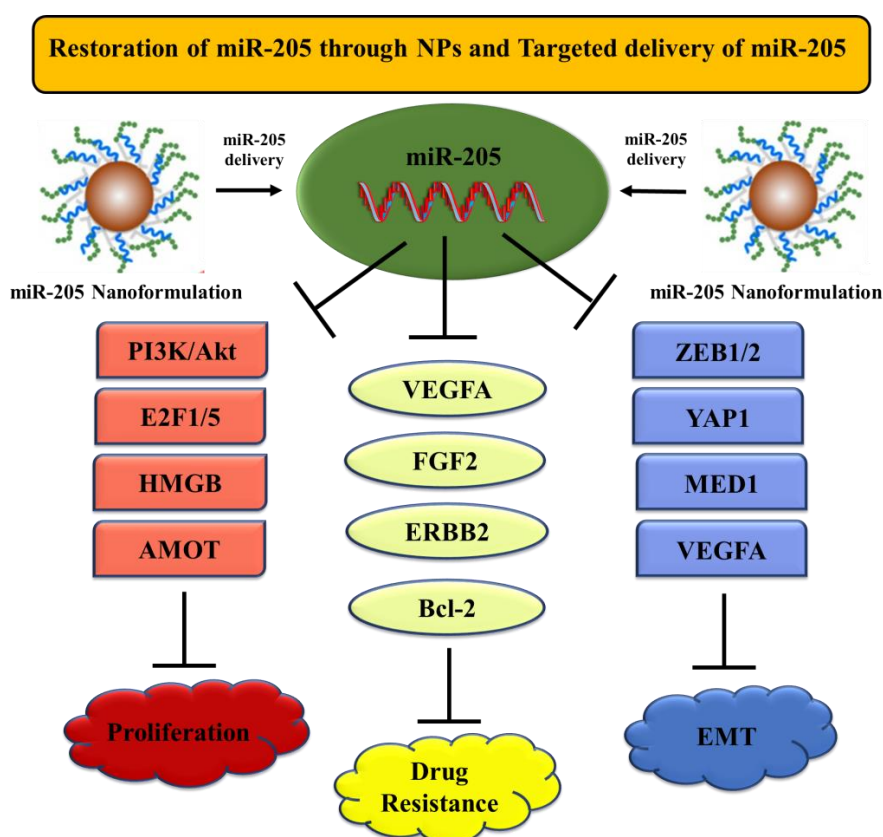 Restoration of miR-205 through NPs and Targeted delivery of miR-205
miR-205
delivery
miR-205
miR-205
delivery
miR-205 Nanoformulation
miR-205 Nanoformulation
PI3K/Akt
E2F1/5
HMGB
AMOT
VEGFA
FGF2
ERBB2
Bcl-2
ZEB1/2
YAP1
MED1
VEGFA
Proliferation
Drug
Resistance
EMT